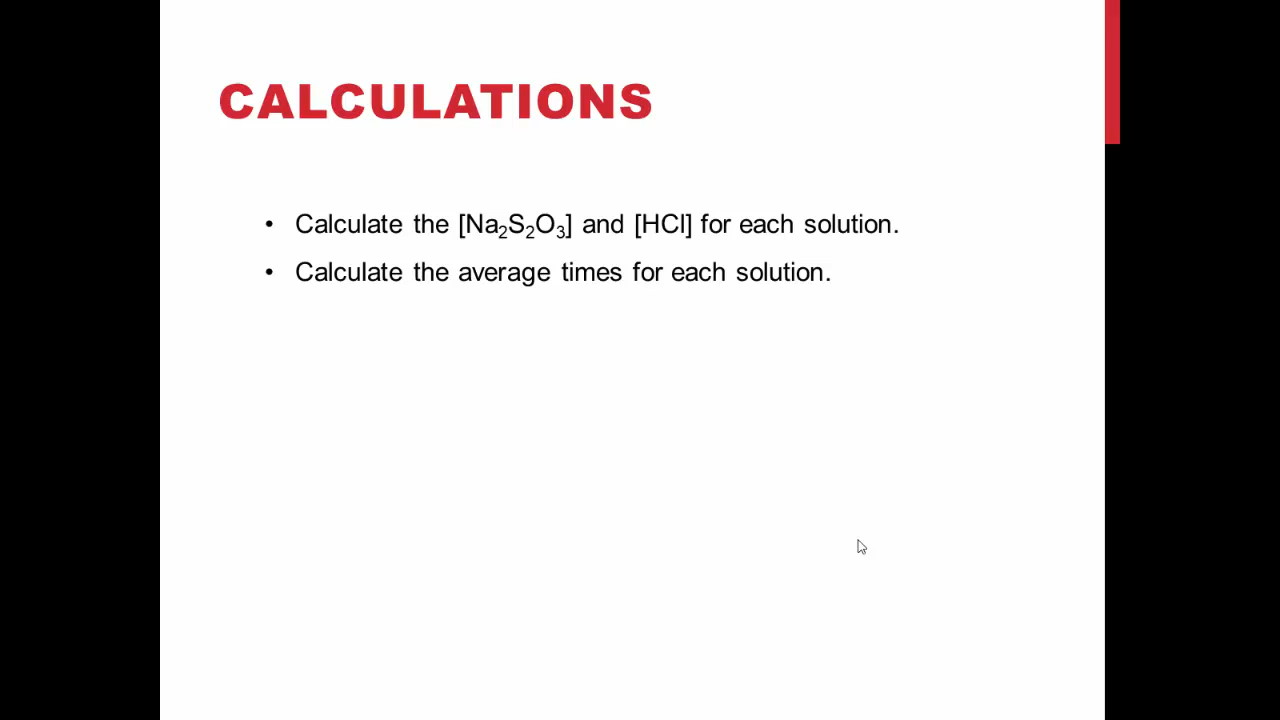 CALCULATIONS
• Calculate the [Na₂S₂O₃] and [HCl] for each solution.
• Calculate the average times for each solution.